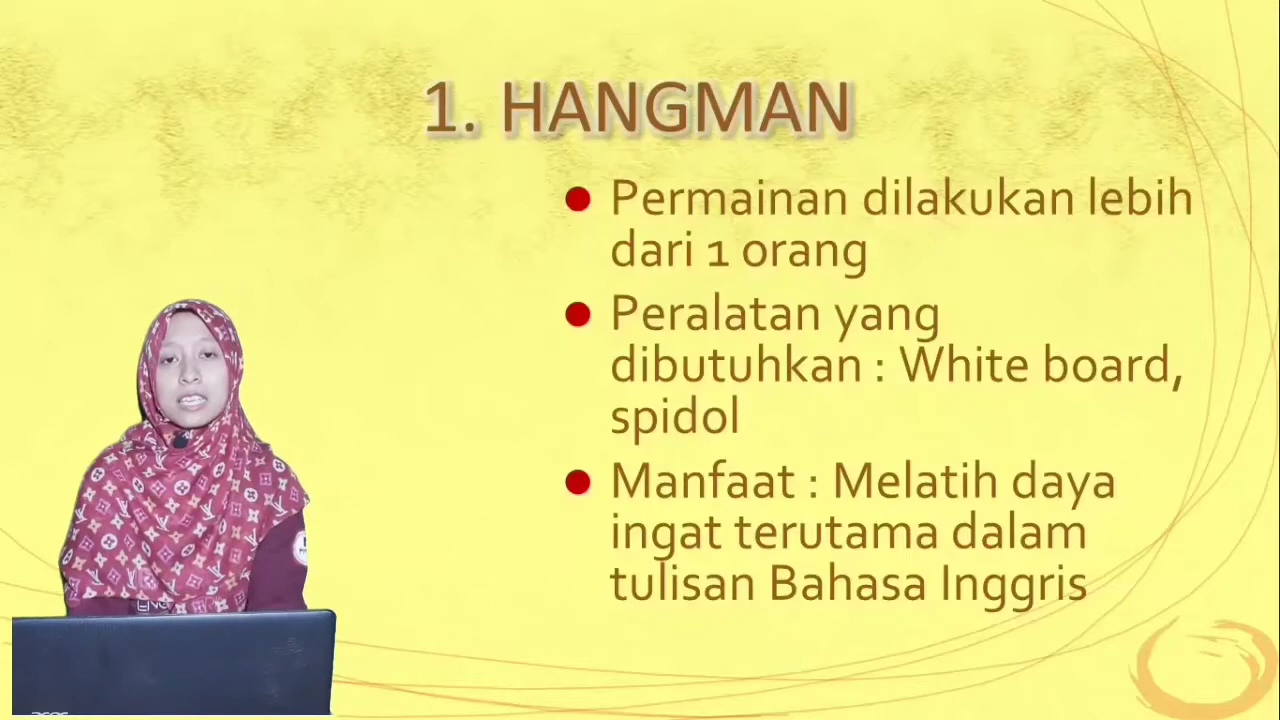 1. HANGMAN
Permainan dilakukan lebih
dari 1 orang
Peralatan yang
dibutuhkan : White board,
spidol
Manfaat : Melatih daya
ingat terutama dalam
tulisan Bahasa Inggris
acer